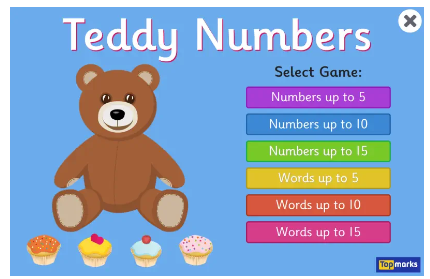 Teddy Numbers
Select Game:
Numbers up to 5
Numbers up to 10
Numbers up to 15
Words up to 5
Words up to 10
Words up to 15
Topmarks